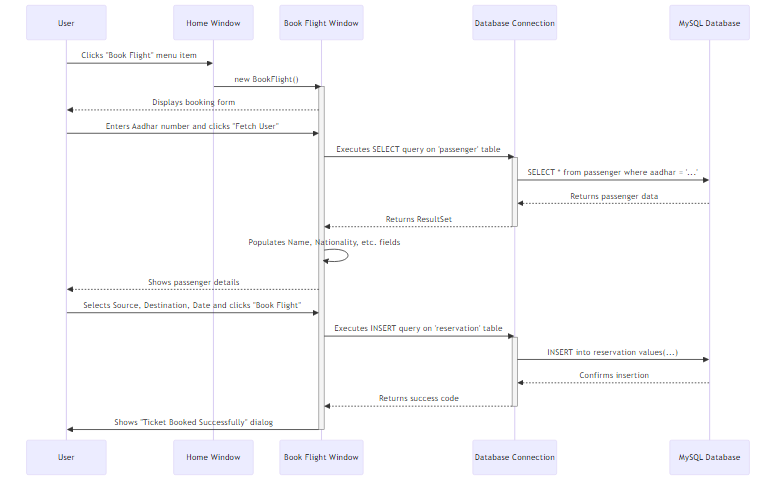 User
Home Window
Book Flight Window
Database Connection
MySQL Database
Clicks "Book Flight" menu item
new BookFlight()
Displays booking form
Enters Aadhar number and clicks "Fetch User"
Executes SELECT query on 'passenger' table
SELECT * from passenger where aadhar = '...'
Returns passenger data
Returns ResultSet
Populates Name, Nationality, etc. fields
Shows passenger details
Selects Source, Destination, Date and clicks "Book Flight"
Executes INSERT query on 'reservation' table
INSERT into reservation values(...)
Confirms insertion
Returns success code
Shows "Ticket Booked Successfully" dialog
User
Home Window
Book Flight Window
Database Connection
MySQL Database